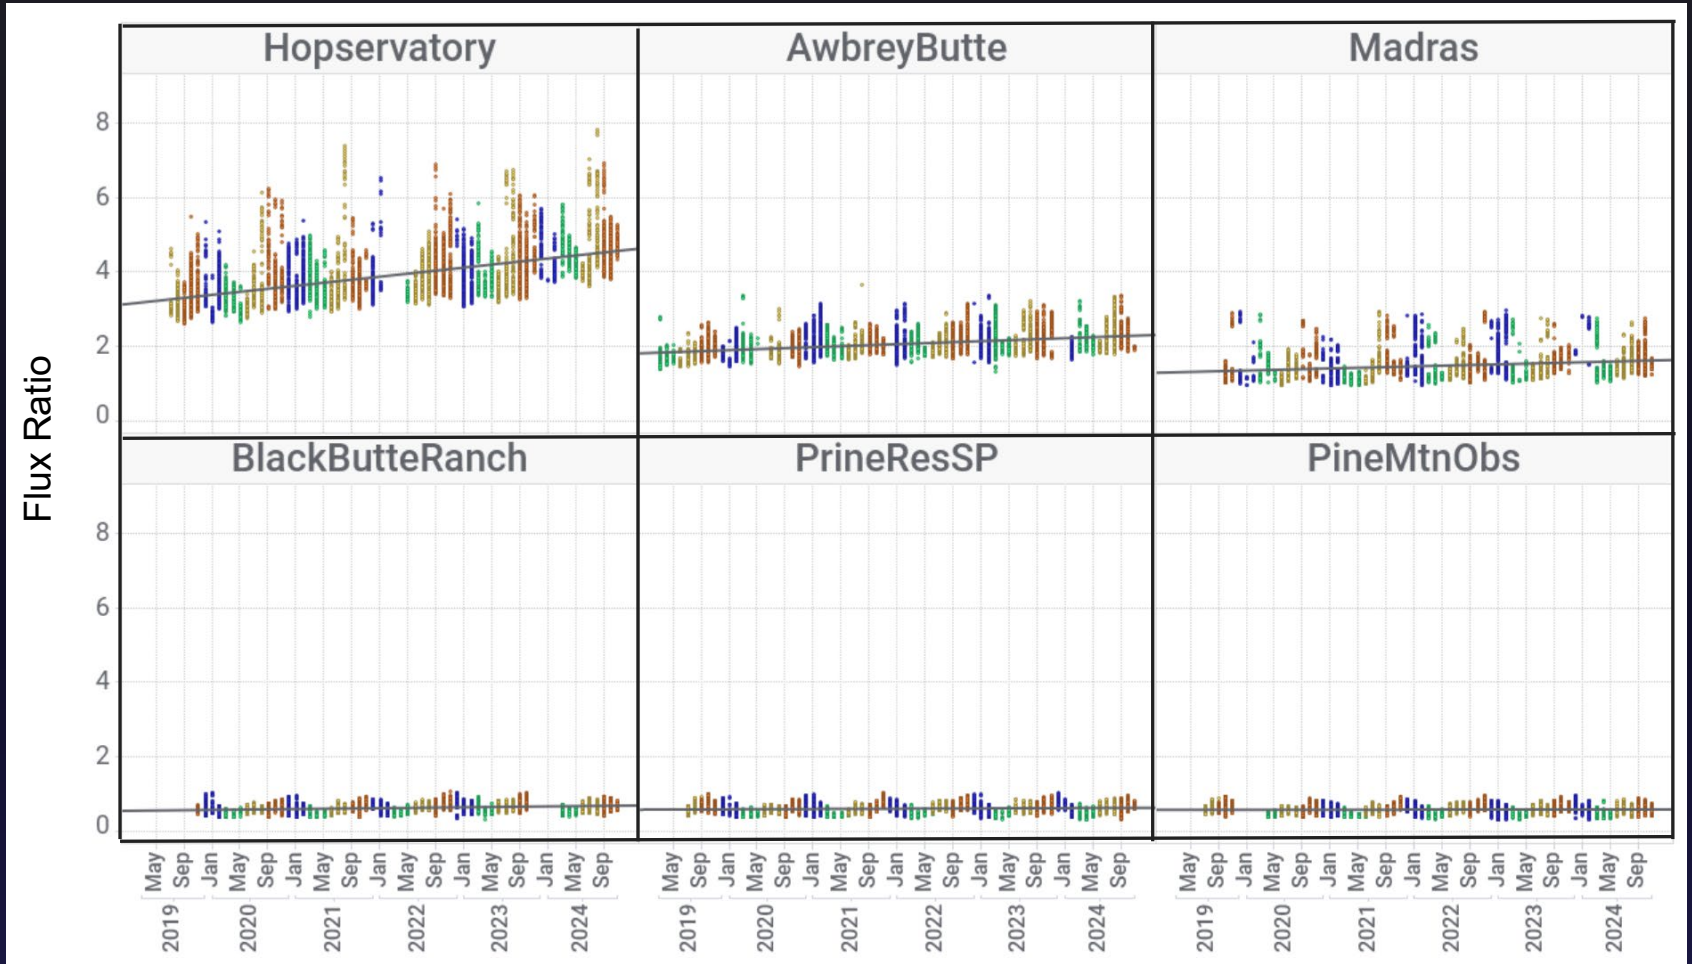 Hopservatory
AwbreyButte
Madras
8
6
4
2
0
BlackButteRanch
PrineResSP
PineMtnObs
8
6
4
2
0
Flux Ratio
May Sep Jan May Sep Jan May Sep Jan May Sep Jan May Sep Jan May Sep
2019 2020 2021 2022 2023 2024
May Sep Jan May Sep Jan May Sep Jan May Sep Jan May Sep Jan May Sep
2019 2020 2021 2022 2023 2024
May Sep Jan May Sep Jan May Sep Jan May Sep Jan May Sep Jan May Sep
2019 2020 2021 2022 2023 2024